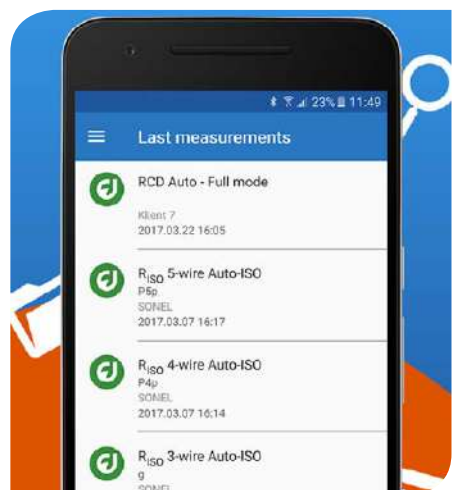 23% 11:49
Last measurements
RCD Auto - Full mode
Klient 7
2017.03.22 16:05
RISO 5-wire Auto-ISO
P5p
SONEL
2017.03.07 16:17
RISO 4-wire Auto-ISO
P4p
SONEL
2017.03.07 16:14
RISO 3-wire Auto-ISO
g
SONEL